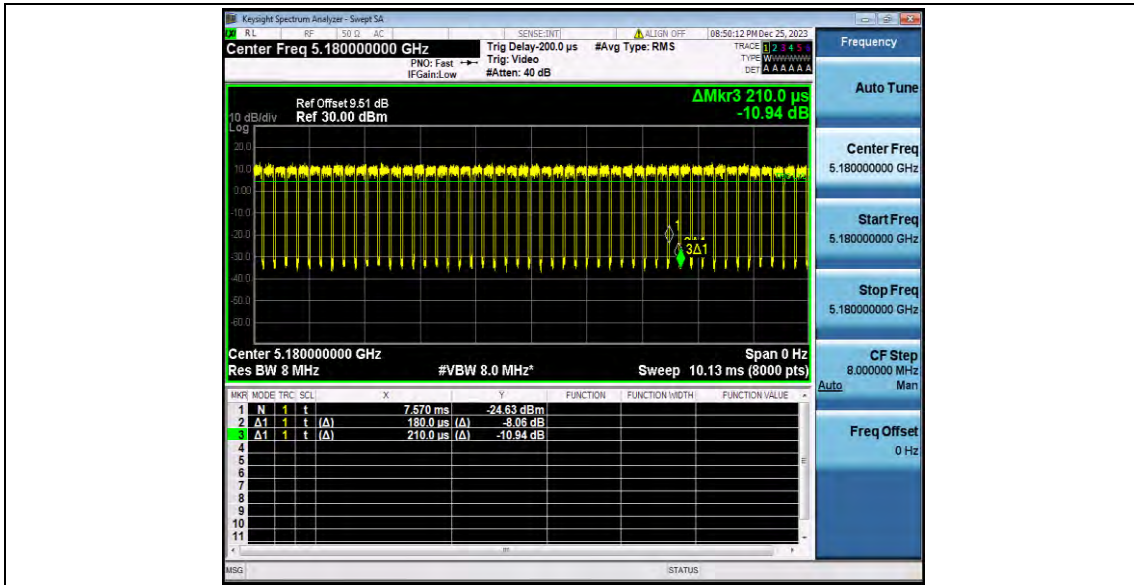 Keysight Spectrum Analyzer - Swept SA
RL RF 50 Ω AC SENSE:INT ALIGN OFF 08:50:12 PM Dec 25, 2023
Center Freq 5.180000000 GHz
PNO: Fast
IFGain:Low
Trig Delay-200.0 µs
Trig: Video
#Atten: 40 dB
#Avg Type: RMS
TRACE 1 2 3 4 5 6
TYPE WWWWWW
DET A A A A A A
ΔMkr3 210.0 µs
-10.94 dB
Ref Offset 9.51 dB
10 dB/div Ref 30.00 dBm
Log
20.0
10.0
0.00
-10.0
-20.0
-30.0
-40.0
-50.0
-60.0
1
3Δ1
Center 5.180000000 GHz Span 0 Hz
Res BW 8 MHz #VBW 8.0 MHz* Sweep 10.13 ms (8000 pts)
MKR MODE TRC SCL X Y FUNCTION FUNCTION WIDTH FUNCTION VALUE
1 N 1 t 7.570 ms -24.63 dBm
2 Δ1 1 t (Δ) 180.0 µs (Δ) -8.06 dB
3 Δ1 1 t (Δ) 210.0 µs (Δ) -10.94 dB
4
5
6
7
8
9
10
11
MSG STATUS
Frequency
Auto Tune
Center Freq
5.180000000 GHz
Start Freq
5.180000000 GHz
Stop Freq
5.180000000 GHz
CF Step
8.000000 MHz
Auto Man
Freq Offset
0 Hz